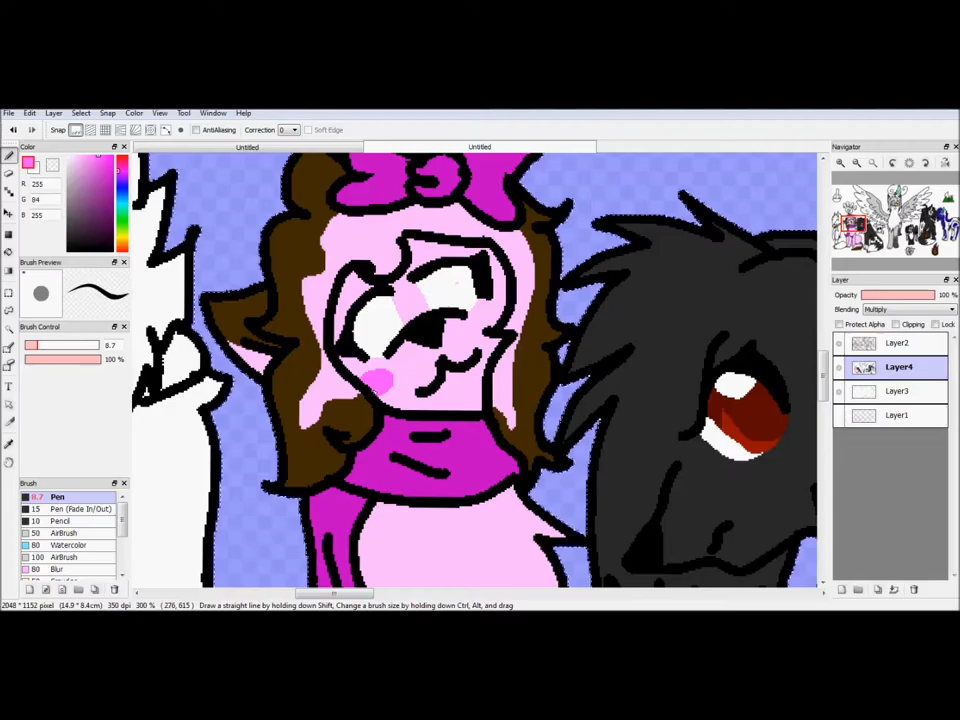 File Edit Layer Select Snap Color View Tool Window Help
Snap off AntiAliasing Correction 0 Soft Edge
Color
Untitled
Untitled
Navigator
R 255
G 84
B 255
Brush Preview
Layer
Opacity 100 %
Blending Multiply
Protect Alpha Clipping Lock
Brush Control
8.7
100 %
Layer2
Layer4
Layer3
Layer1
Brush
8.7 Pen
15 Pen (Fade In/Out)
10 Pencil
50 AirBrush
80 Watercolor
100 AirBrush
80 Blur
2048 * 1152 pixel (14.9 * 8.4cm) 350 dpi 300 % ( 276, 615 ) Draw a straight line by holding down Shift, Change a brush size by holding down Ctrl, Alt, and drag